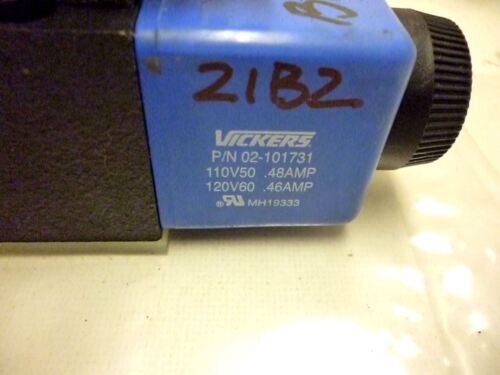 21B2
VICKERS
P/N 02-101731
110V50 .48AMP
120V60 .46AMP
MH19333